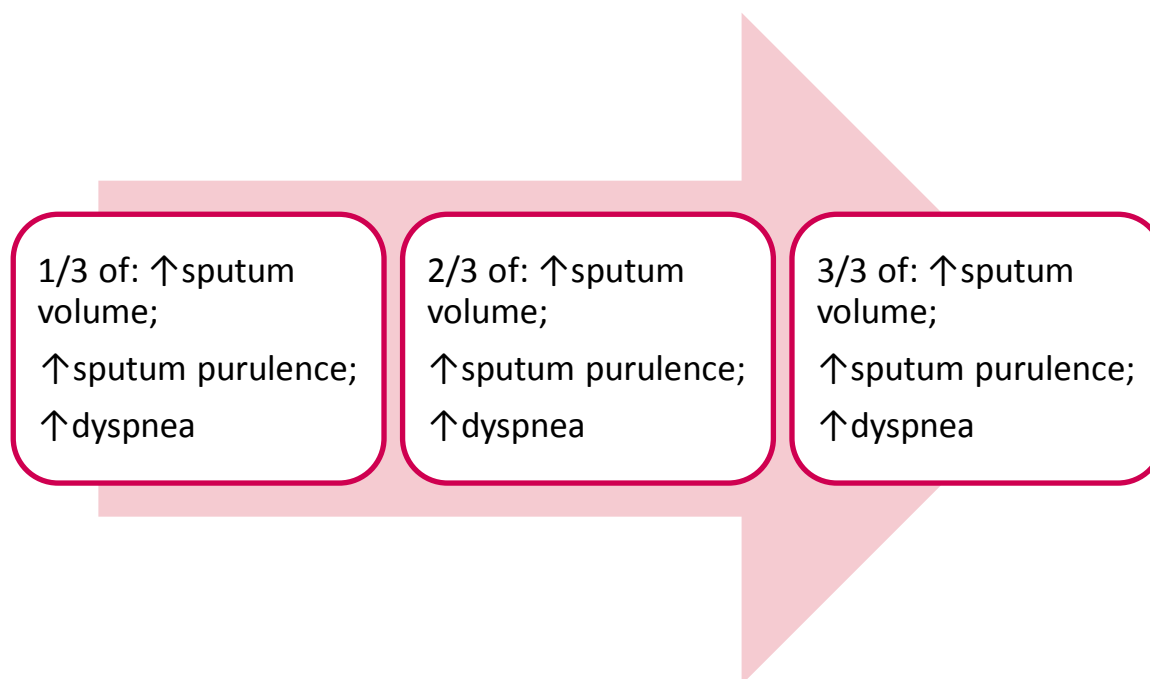 1/3 of: ↑sputum
volume;
↑sputum purulence;
↑dyspnea
2/3 of: ↑sputum
volume;
↑sputum purulence;
↑dyspnea
3/3 of: ↑sputum
volume;
↑sputum purulence;
↑dyspnea